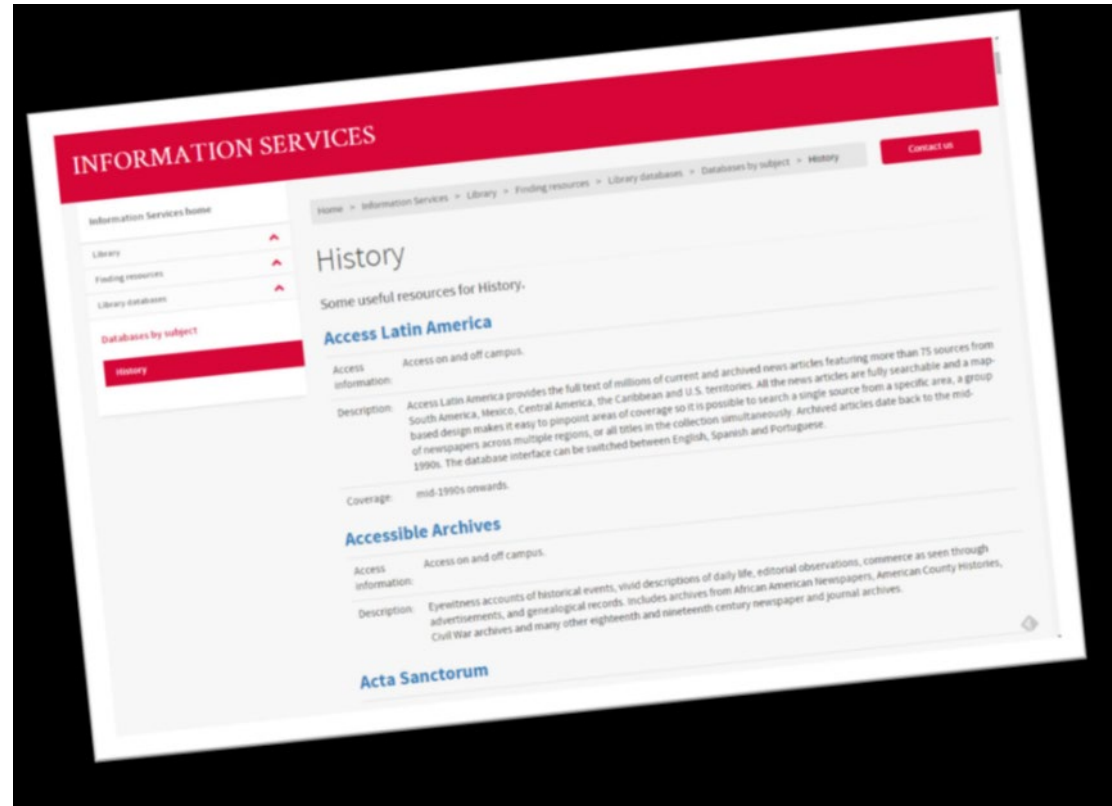 INFORMATION SERVICES
Information Services home
Library
Finding resources
Library databases
Databases by subject
History
Home > Information Services > Library > Finding resources > Library databases > Databases by subject > History
Contact us
History
Some useful resources for History.
Access Latin America
Access information:
Access on and off campus.
Description:
Access Latin America provides the full text of millions of current and archived news articles featuring more than 75 sources from
South America, Mexico, Central America, the Caribbean and U.S. territories. All the news articles are fully searchable and a map-
based design makes it easy to pinpoint areas of coverage so it is possible to search a single source from a specific area, a group
of newspapers across multiple regions, or all titles in the collection simultaneously. Archived articles date back to the mid-
1990s. The database interface can be switched between English, Spanish and Portuguese.
Coverage:
mid-1990s onwards.
Accessible Archives
Access information:
Access on and off campus.
Description:
Eyewitness accounts of historical events, vivid descriptions of daily life, editorial observations, commerce as seen through
advertisements, and genealogical records. Includes archives from African American Newspapers, American County Histories,
Civil War archives and many other eighteenth and nineteenth century newspaper and journal archives.
Acta Sanctorum